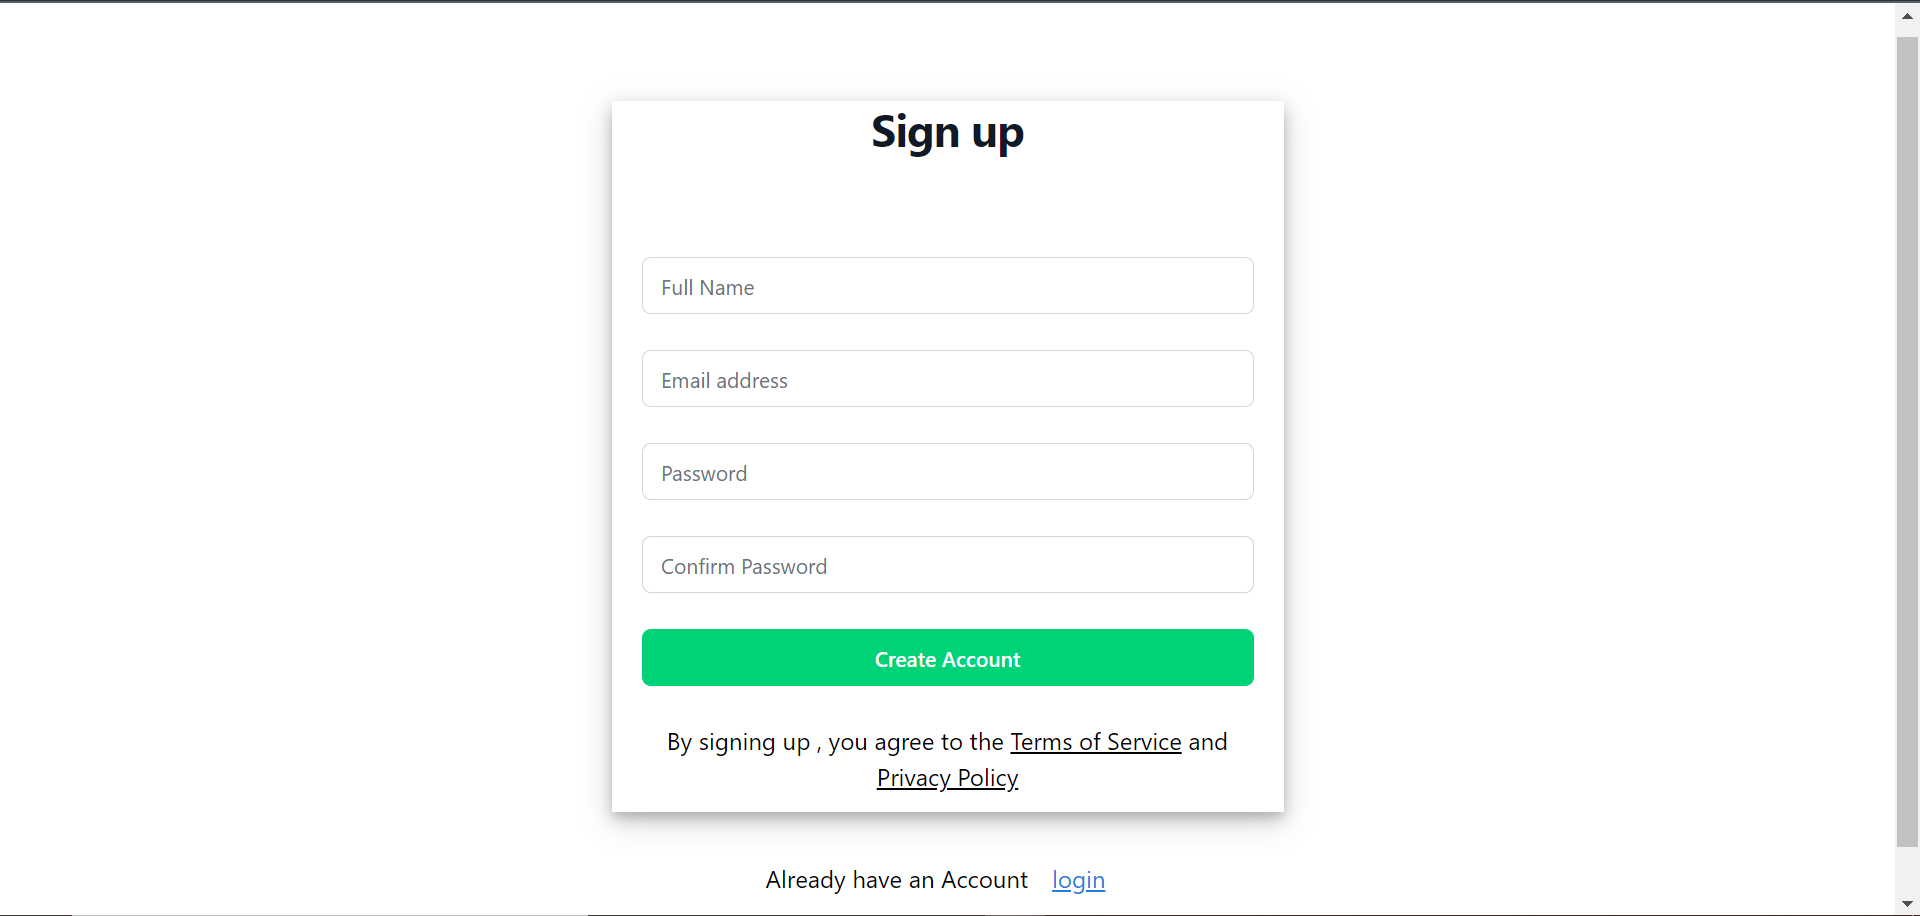 Sign up
Full Name
Email address
Password
Confirm Password
Create Account
By signing up , you agree to the Terms of Service and
Privacy Policy
Already have an Account login